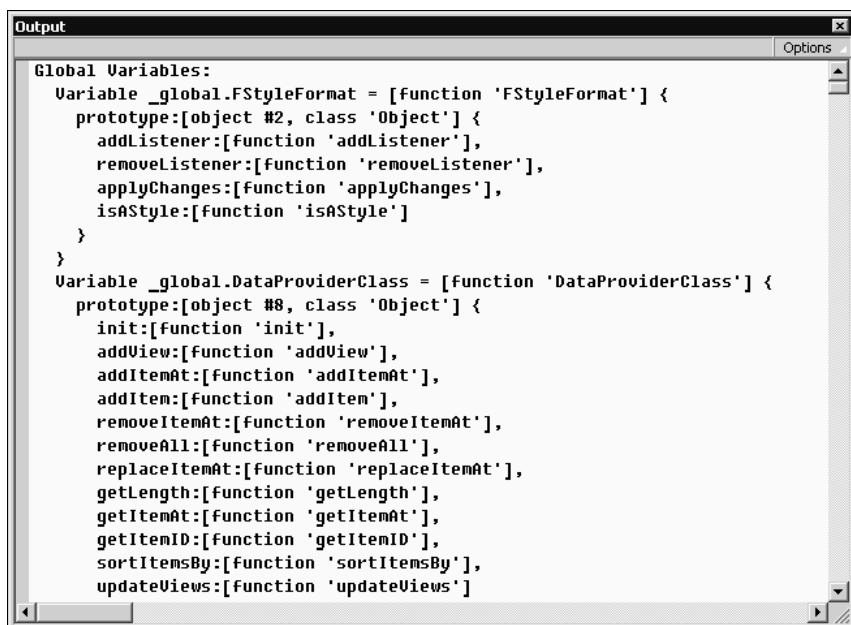 Output
Options
Global Variables:
Variable _global.FStyleFormat = [function 'FStyleFormat'] {
prototype:[object #2, class 'Object'] {
addListener:[function 'addListener'],
removeListener:[function 'removeListener'],
applyChanges:[function 'applyChanges'],
isAStyle:[function 'isAStyle']
}
}
Variable _global.DataProviderClass = [function 'DataProviderClass'] {
prototype:[object #8, class 'Object'] {
init:[function 'init'],
addView:[function 'addView'],
addItemAt:[function 'addItemAt'],
addItem:[function 'addItem'],
removeItemAt:[function 'removeItemAt'],
removeAll:[function 'removeAll'],
replaceItemAt:[function 'replaceItemAt'],
getLength:[function 'getLength'],
getItemAt:[function 'getItemAt'],
getItemID:[function 'getItemID'],
sortItemsBy:[function 'sortItemsBy'],
updateViews:[function 'updateViews']